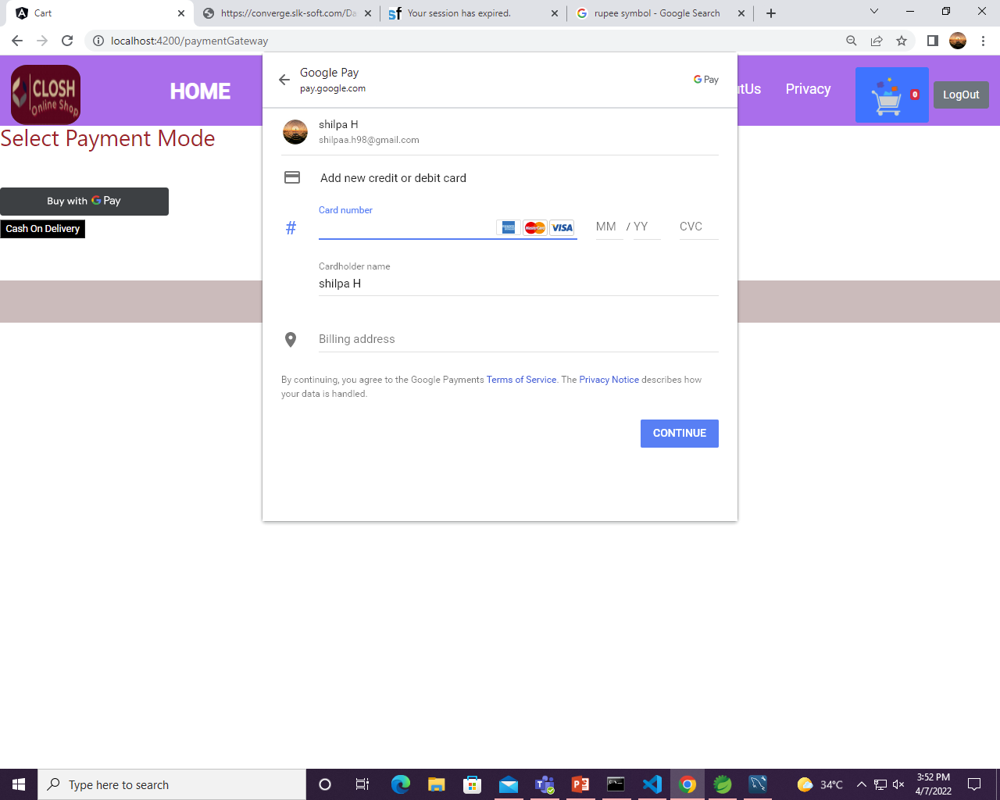 Cart
https://converge.slk-soft.com/Da
Your session has expired.
rupee symbol - Google Search
localhost:4200/paymentGateway
CLOSH
Online Shop
HOME
utUs
Privacy
0
LogOut
Select Payment Mode
Buy with G Pay
Cash On Delivery
Google Pay
pay.google.com
G Pay
shilpa H
shilpaa.h98@gmail.com
Add new credit or debit card
Card number
#
MasterCard
VISA
MM / YY
CVC
Cardholder name
shilpa H
Billing address
By continuing, you agree to the Google Payments Terms of Service. The Privacy Notice describes how
your data is handled.
CONTINUE
Type here to search
34°C
3:52 PM
4/7/2022